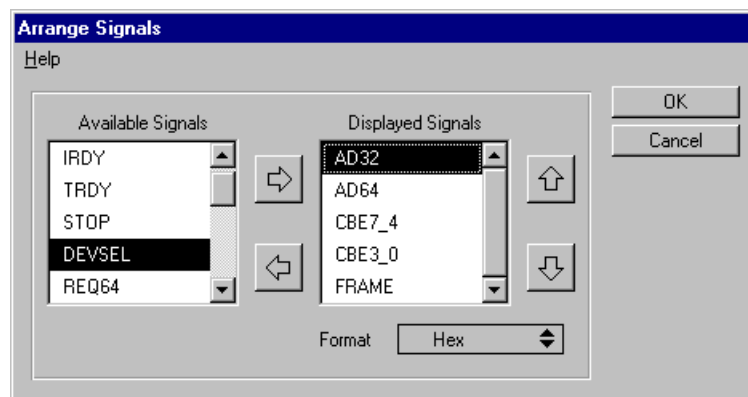 Arrange Signals
Help
OK
Cancel
Available Signals
IRDY
TRDY
STOP
DEVSEL
REQ64
Displayed Signals
AD32
AD64
CBE7_4
CBE3_0
FRAME
Format Hex